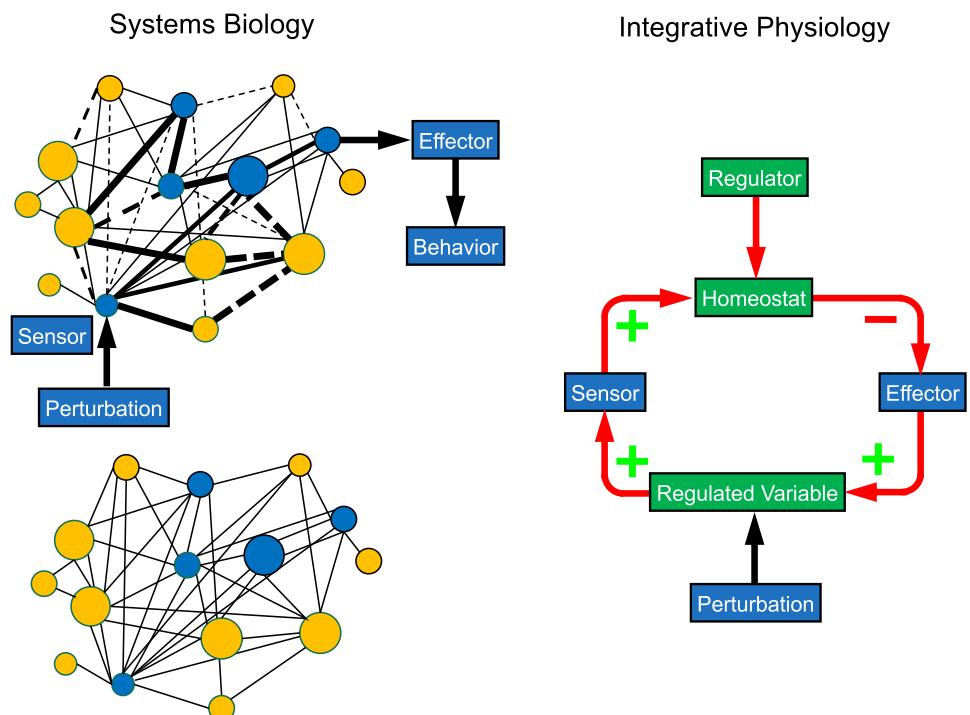 Systems Biology
Effector
Behavior
Sensor
Perturbation
Integrative Physiology
Regulator
Homeostat
+
−
Sensor
Effector
+
+
Regulated Variable
Perturbation